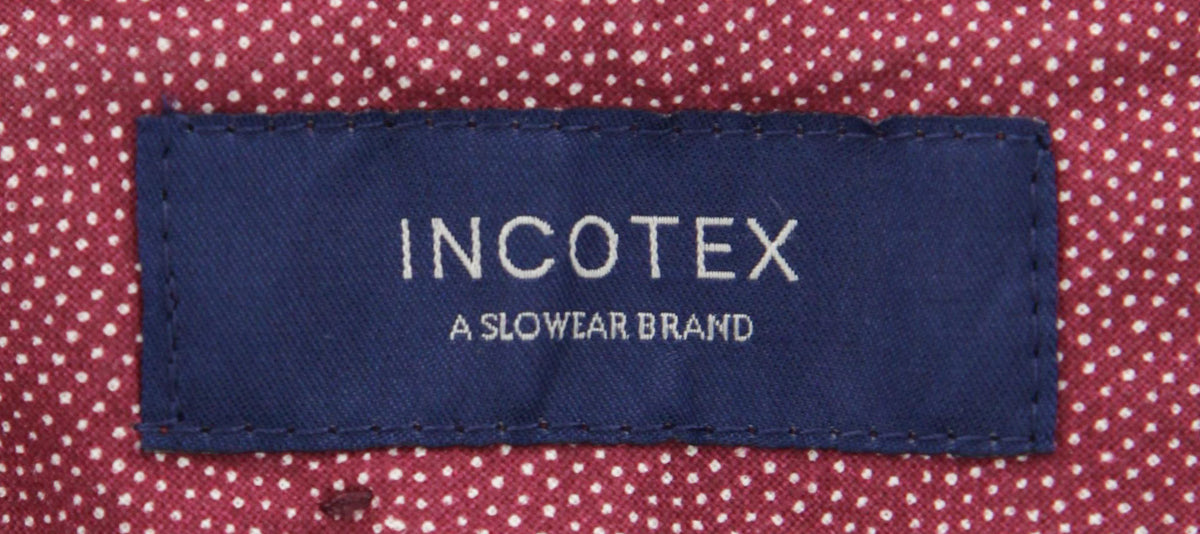 INCOTEX
A SLOWEAR BRAND